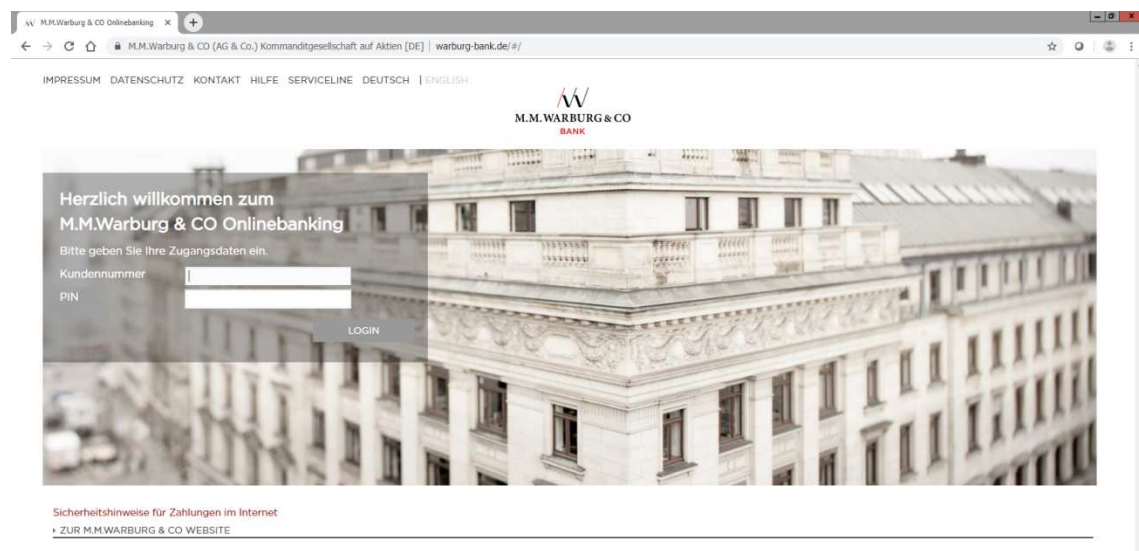 M.M.Warburg & CO Onlinebanking
M.M.Warburg & CO (AG & Co.) Kommanditgesellschaft auf Aktien [DE] | warburg-bank.de/#/
IMPRESSUM DATENSCHUTZ KONTAKT HILFE SERVICELINE DEUTSCH | ENGLISH
M.M.WARBURG & CO
BANK
Herzlich willkommen zum
M.M.Warburg & CO Onlinebanking
Bitte geben Sie Ihre Zugangsdaten ein.
Kundennummer
PIN
LOGIN
Sicherheitshinweise für Zahlungen im Internet
ZUR M.M.WARBURG & CO WEBSITE